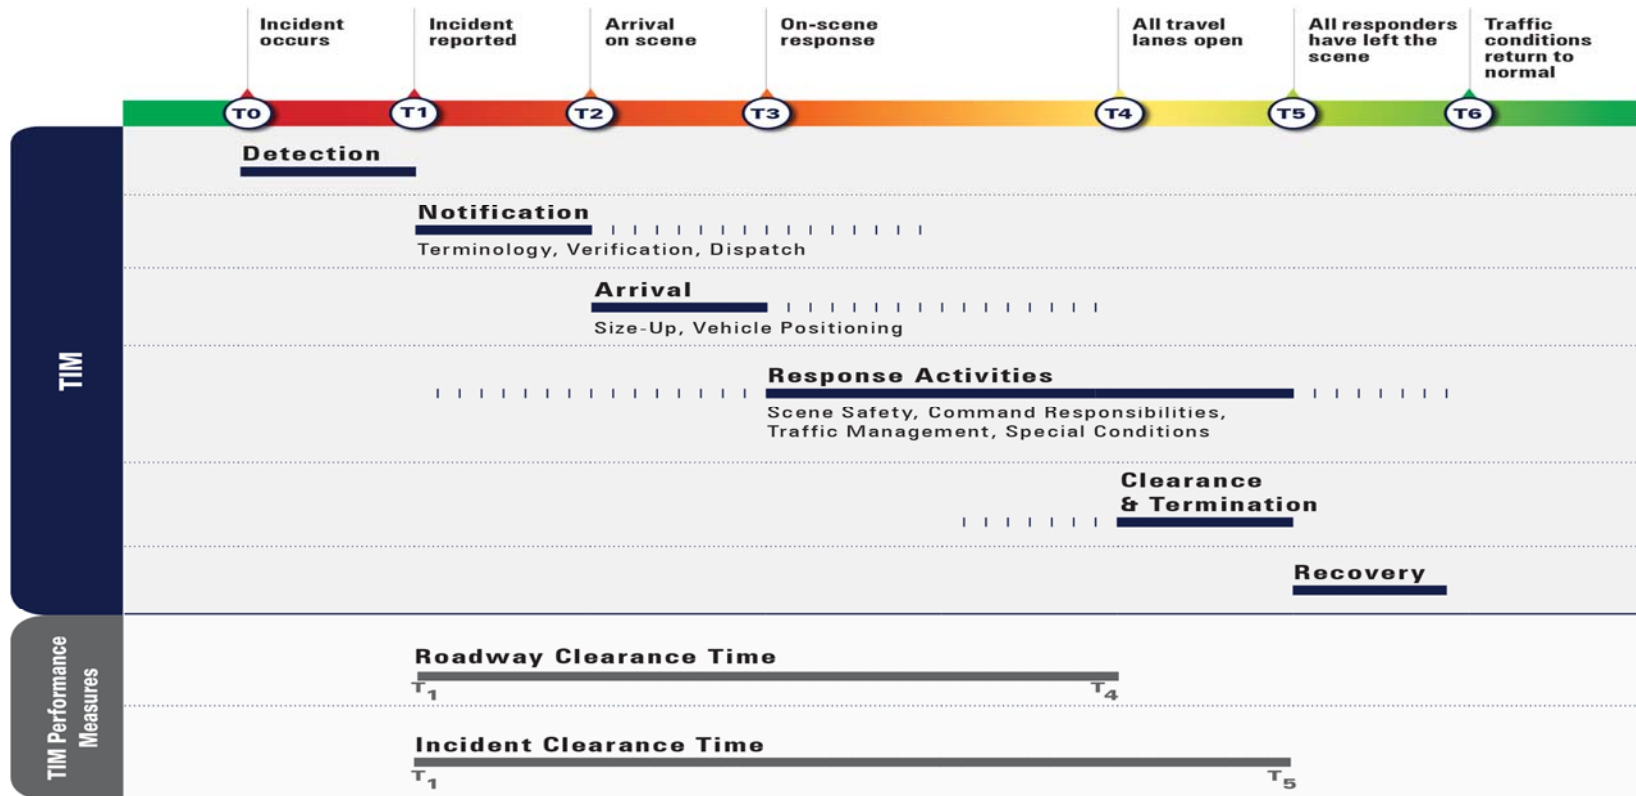 Incident
occurs
Incident
reported
Arrival
on scene
On-scene
response
All travel
lanes open
All responders
have left the
scene
Traffic
conditions
return to
normal
T0
T1
T2
T3
T4
T5
T6
TIM
Detection
Notification
Terminology, Verification, Dispatch
Arrival
Size-Up, Vehicle Positioning
Response Activities
Scene Safety, Command Responsibilities,
Traffic Management, Special Conditions
Clearance
& Termination
Recovery
TIM Performance
Measures
Roadway Clearance Time
T1 T4
Incident Clearance Time
T1 T5